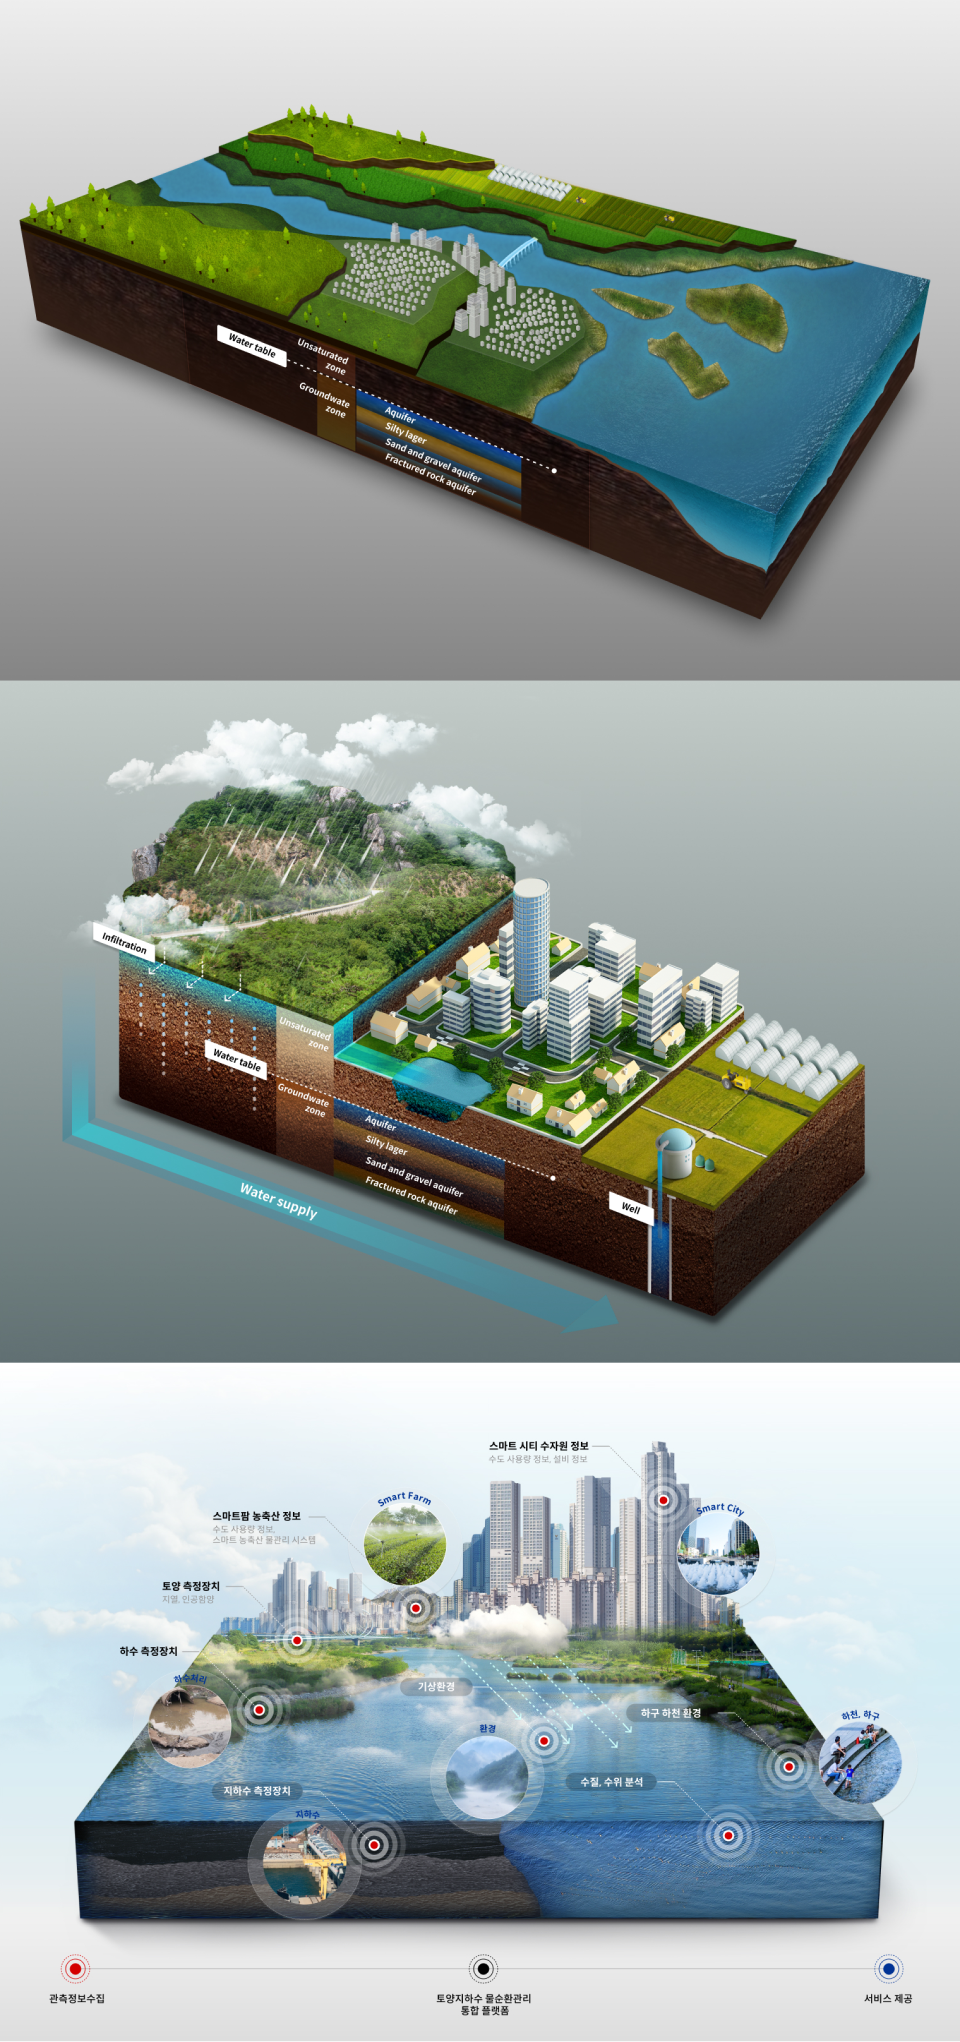 Water table
Unsaturated
zone
Groundwate
zone
Aquifer
Silty lager
Sand and gravel aquifer
Fractured rock aquifer
Infiltration
Unsaturated
zone
Water table
Groundwate
zone
Aquifer
Silty lager
Sand and gravel aquifer
Fractured rock aquifer
Water supply
Well
스마트 시티 수자원 정보
수도 사용량 정보, 설비 정보
Smart Farm
Smart City
스마트팜 농축산 정보
수도 사용량 정보,
스마트 농축산 물관리 시스템
토양 측정장치
지열, 인공함양
하수 측정장치
하수처리
기상환경
하구 하천 환경
하천, 하구
환경
수질, 수위 분석
지하수 측정장치
지하수
관측정보수집
토양지하수 물순환관리
통합 플랫폼
서비스 제공